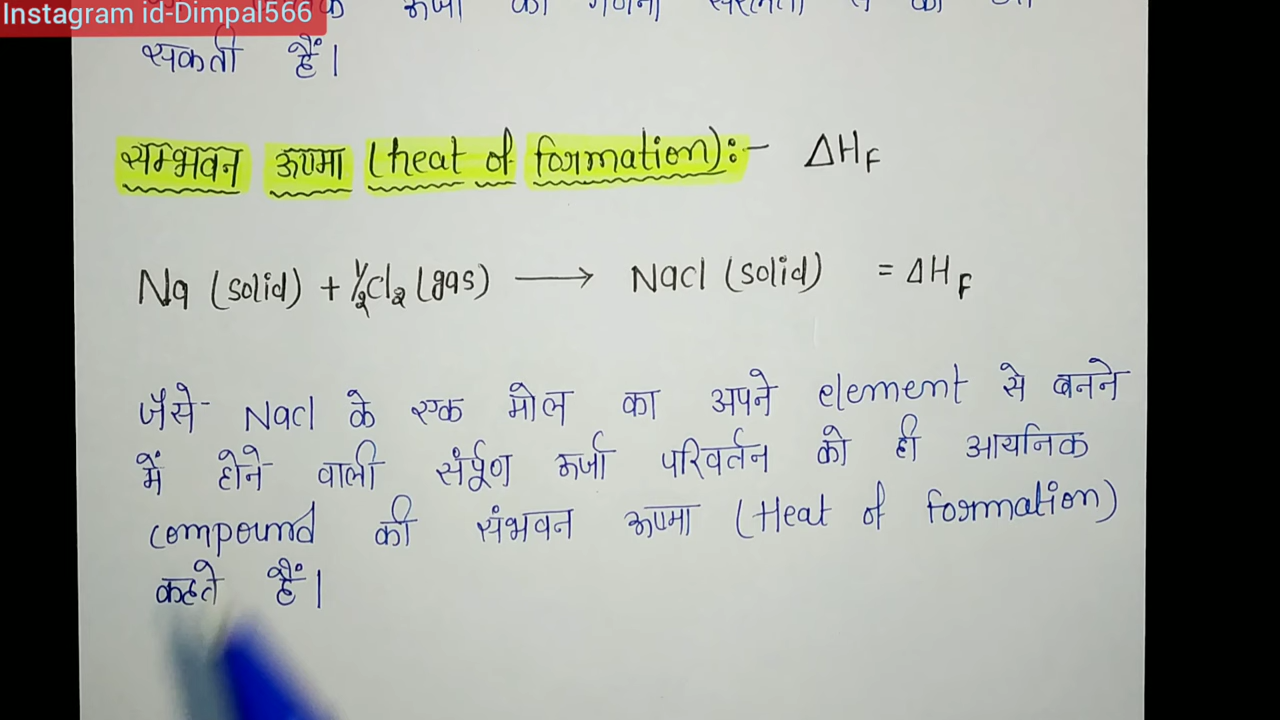 Instagram id-Dimpal566
सकती हैं।
सम्भवन ऊष्मा (heat of formation):- ΔHF
Na (solid) + 1/2Cl2 (gas) ⟶ Nacl (solid) = ΔHF
जैसे- Nacl के एक मोल का अपने element से बनने
में होने वाली संर्पूण ऊर्जा परिवर्तन को ही आयनिक
compound की संभवन ऊष्मा (Heat of formation)
कहते हैं।